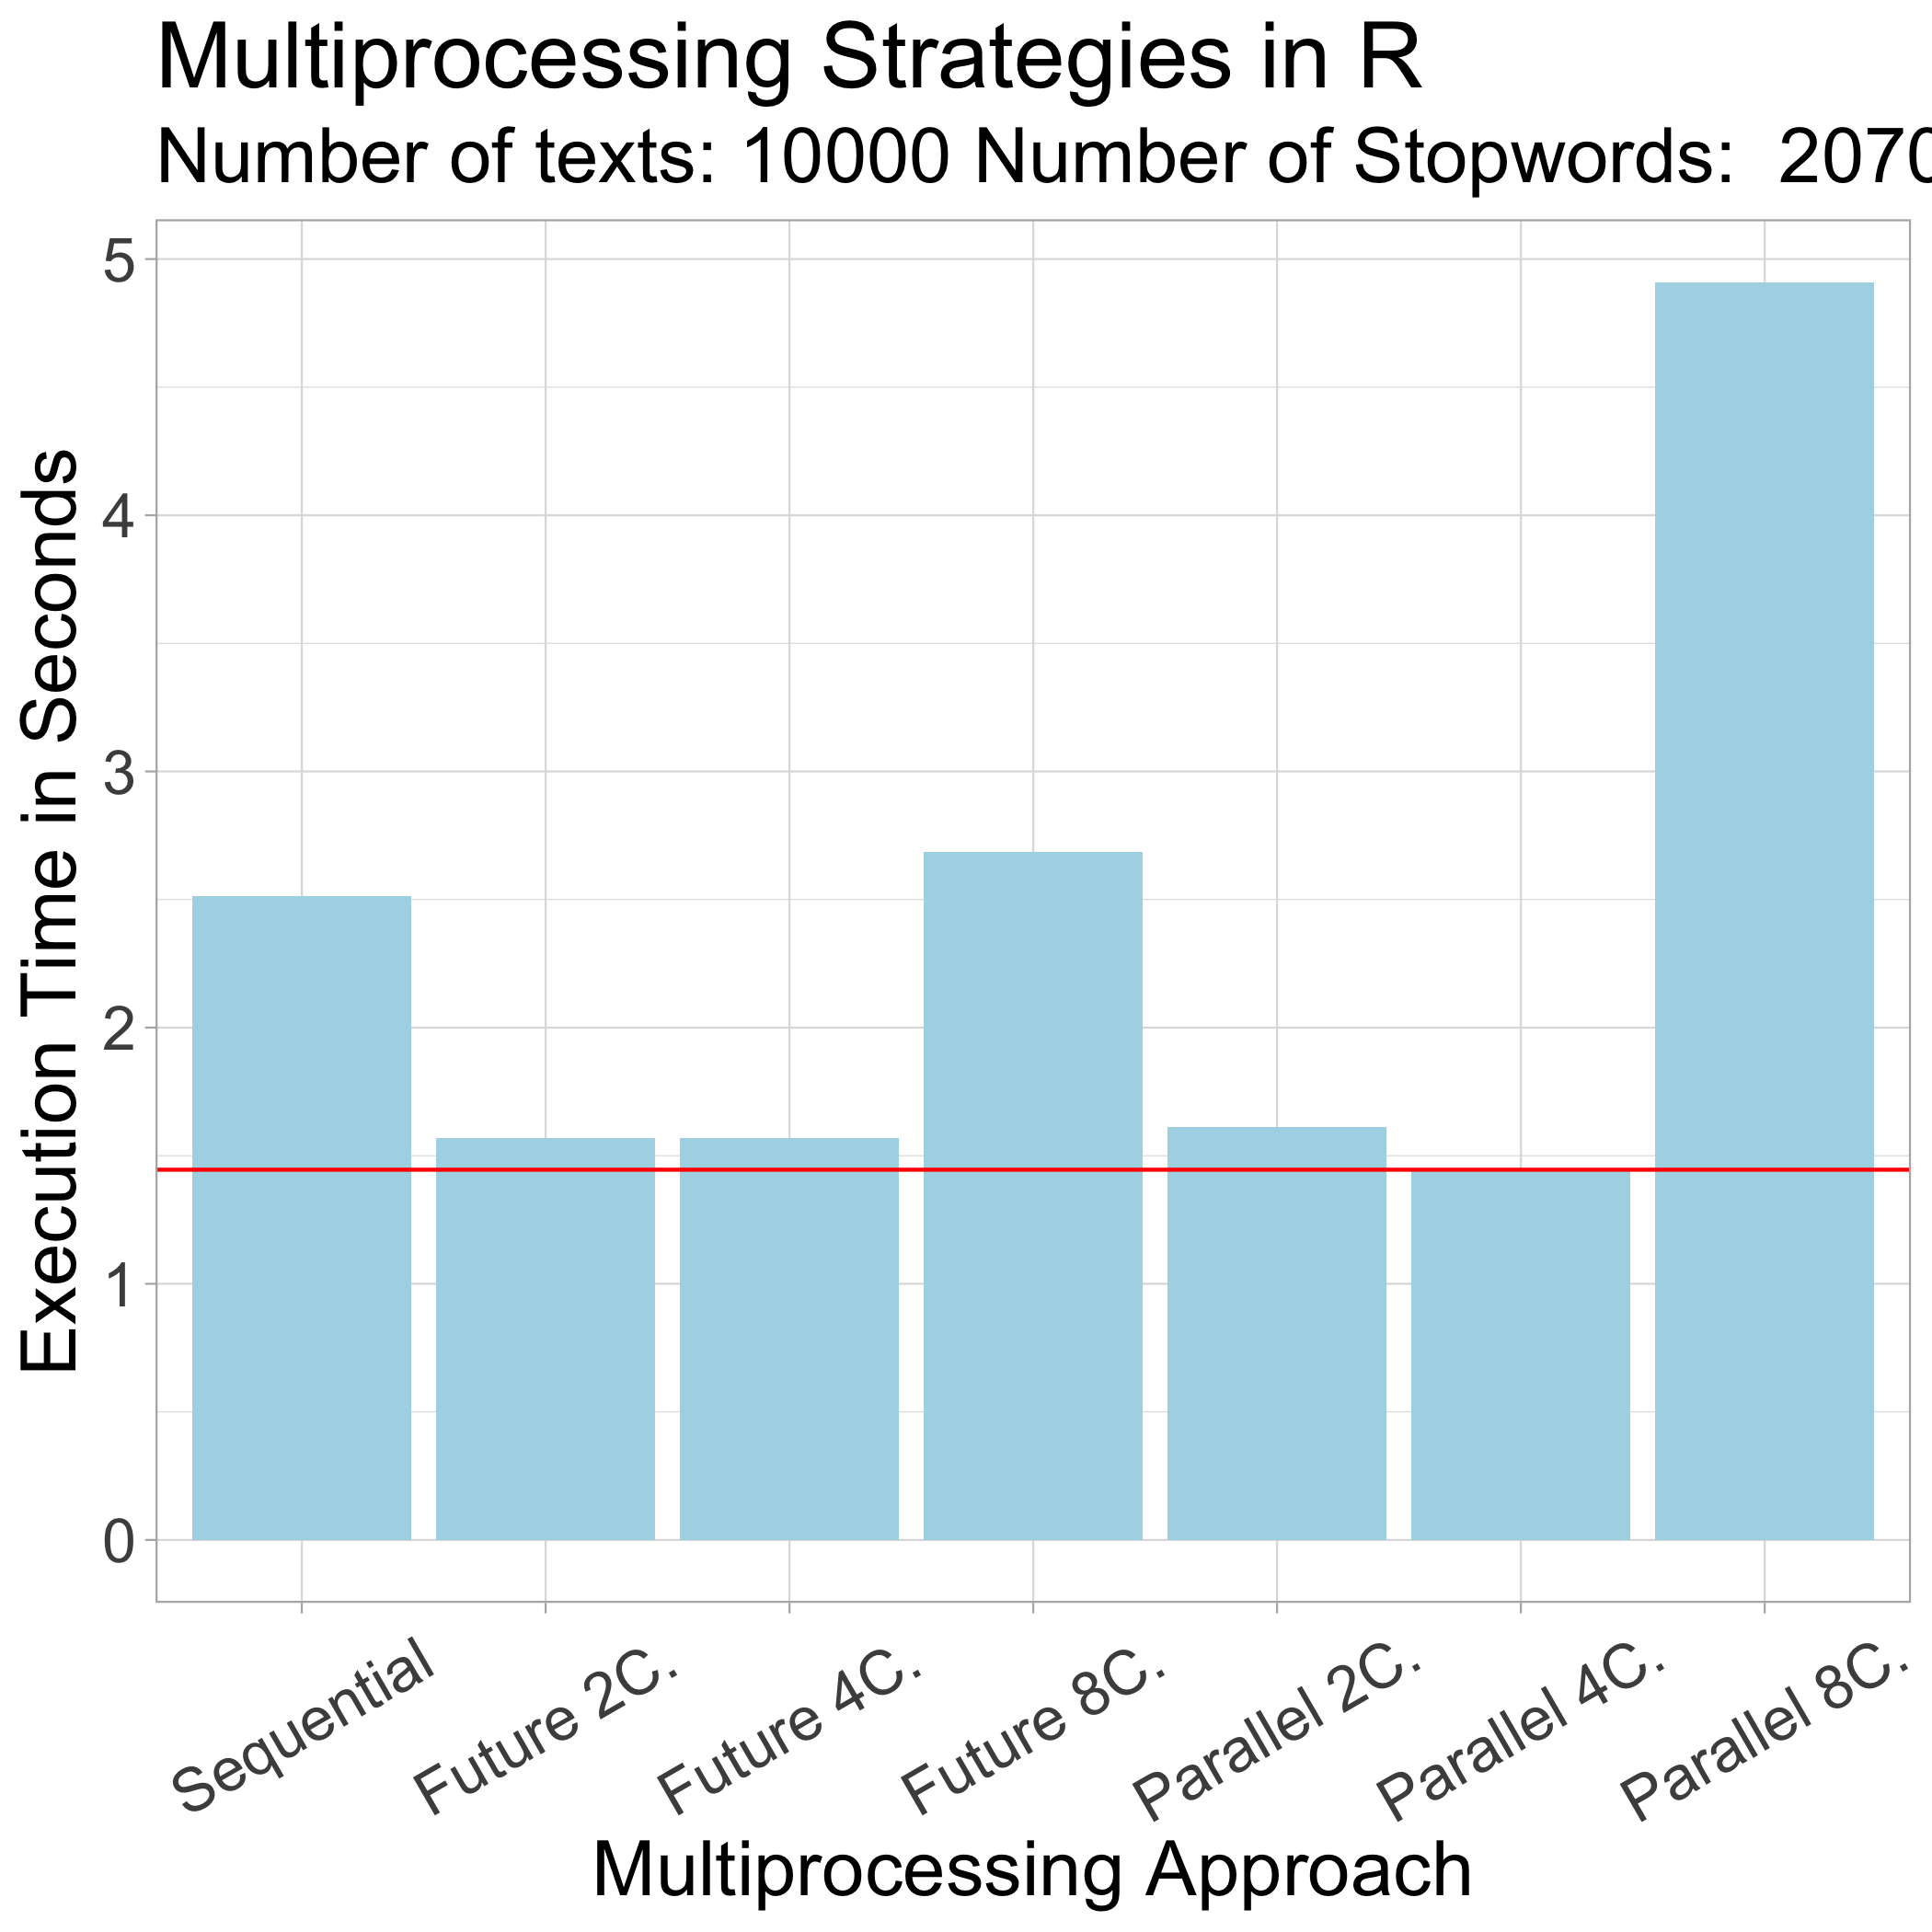 Multiprocessing Strategies in R
Number of texts: 10000 Number of Stopwords: 2070
Execution Time in Seconds
5
4
3
2
1
0
Sequential
Future 2C.
Future 4C.
Future 8C.
Parallel 2C.
Parallel 4C.
Parallel 8C.
Multiprocessing Approach